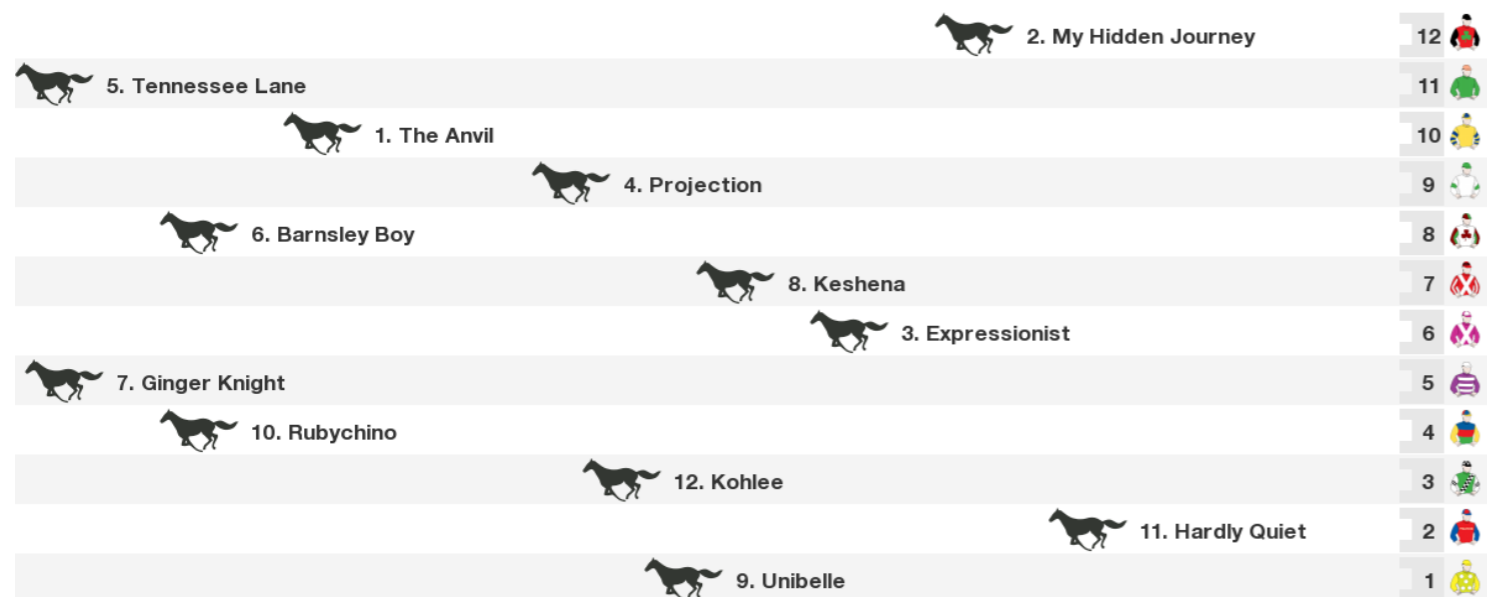 2. My Hidden Journey 12
5. Tennessee Lane 11
1. The Anvil 10
4. Projection 9
6. Barnsley Boy 8
8. Keshena 7
3. Expressionist 6
7. Ginger Knight 5
10. Rubychino 4
12. Kohlee 3
11. Hardly Quiet 2
9. Unibelle 1